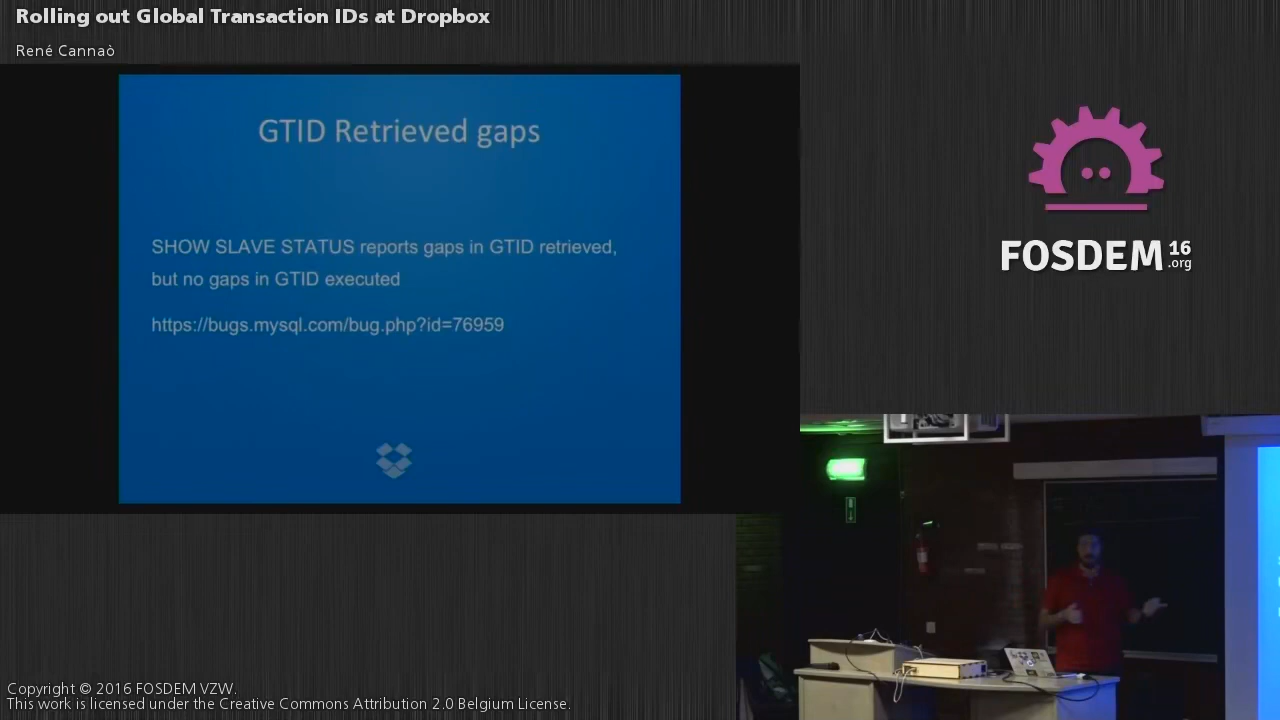 Rolling out Global Transaction IDs at Dropbox
René Cannaò
GTID Retrieved gaps
SHOW SLAVE STATUS reports gaps in GTID retrieved,
but no gaps in GTID executed
https://bugs.mysql.com/bug.php?id=76959
FOSDEM 16
.org
Copyright © 2016 FOSDEM VZW.
This work is licensed under the Creative Commons Attribution 2.0 Belgium License.